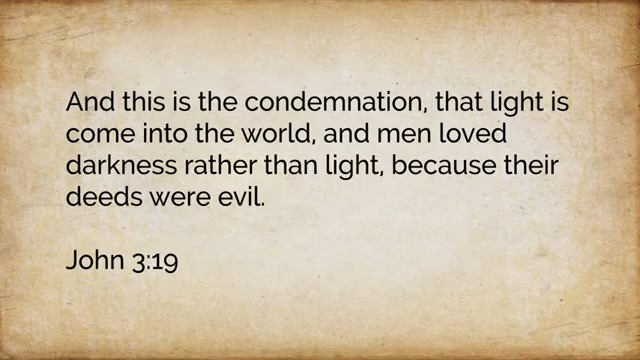 And this is the condemnation, that light is
come into the world, and men loved
darkness rather than light, because their
deeds were evil.
John 3:19